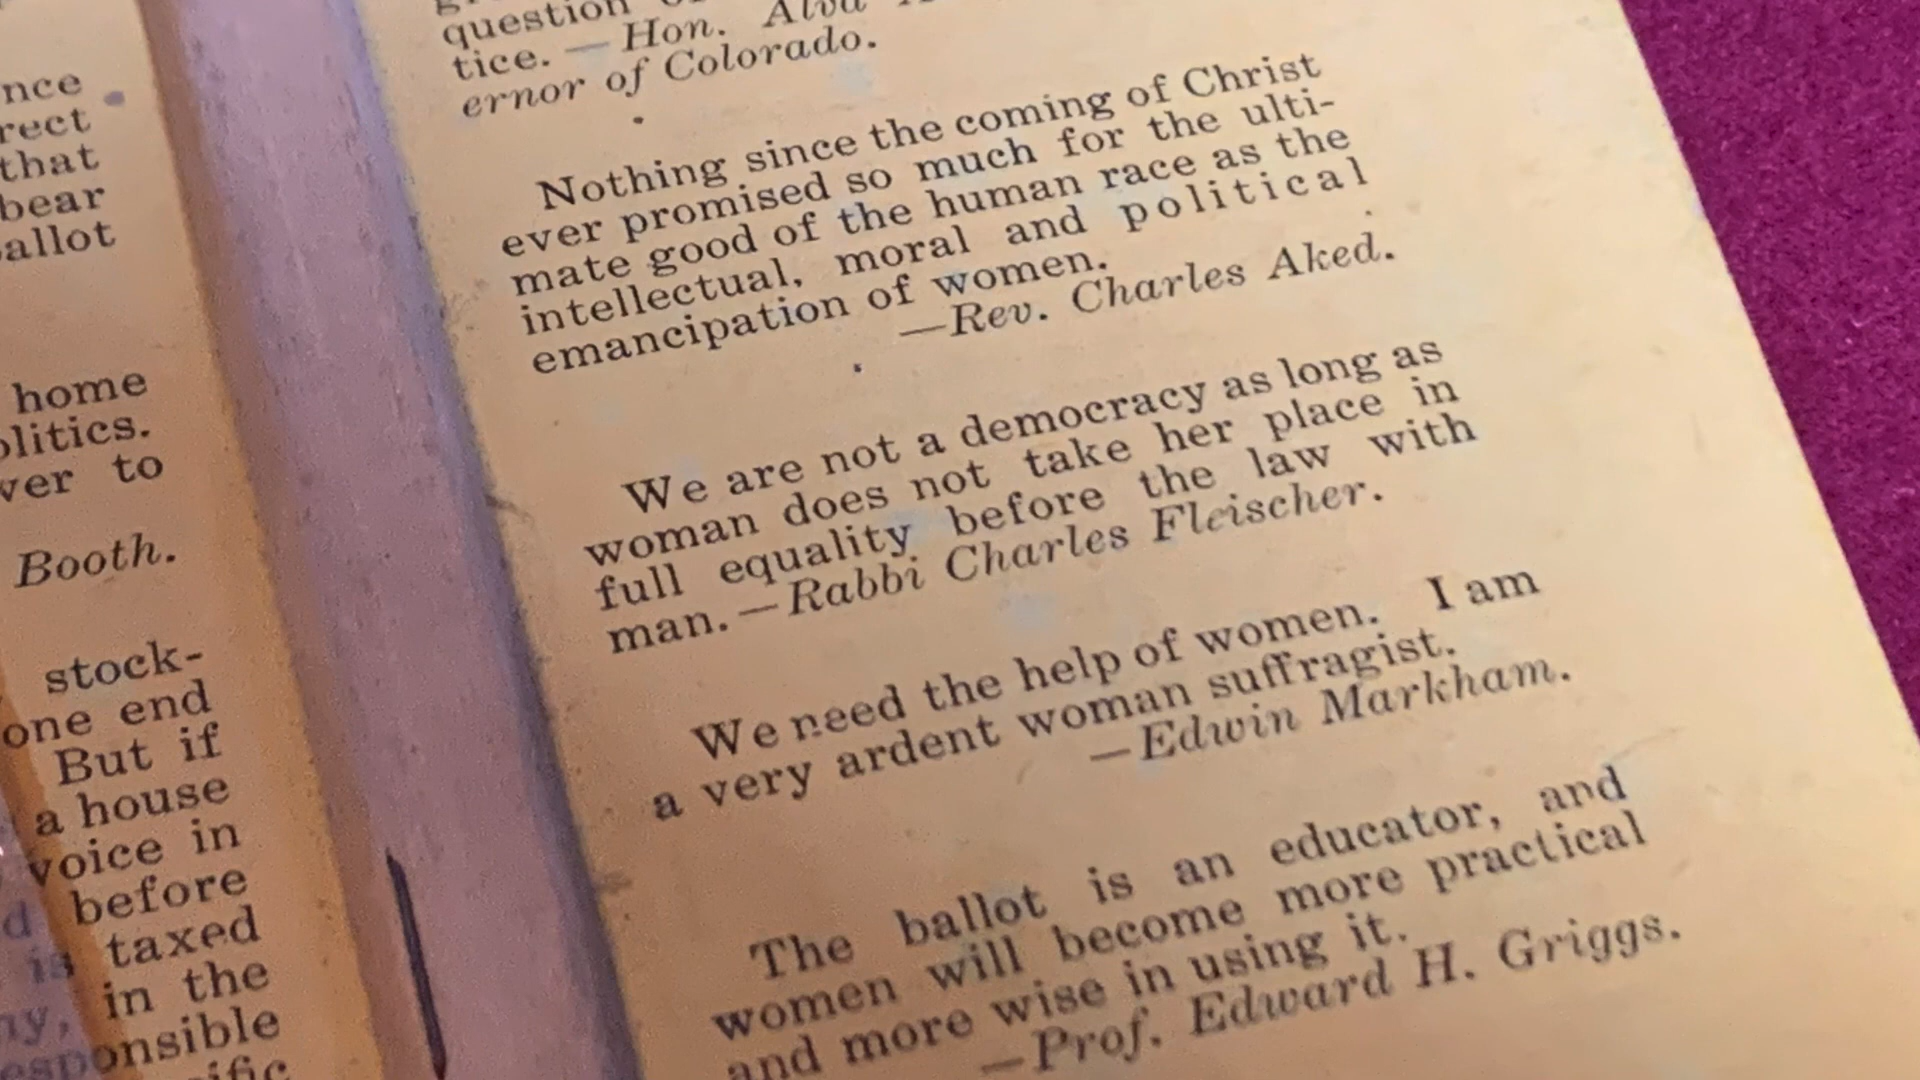 nce
rect
that
bear
ballot
home
politics.
ver to
Booth.
stock-
one end
But if
a house
voice in
before
is taxed
in the
responsible
question
tice. — Hon. Alva
ernor of Colorado.
Nothing since the coming of Christ
ever promised so much for the ulti-
mate good of the human race as the
intellectual, moral and political
emancipation of women.
—Rev. Charles Aked.
We are not a democracy as long as
woman does not take her place in
full equality before the law with
man.—Rabbi Charles Fleischer.
We need the help of women. I am
a very ardent woman suffragist.
—Edwin Markham.
The ballot is an educator, and
women will become more practical
and more wise in using it.
—Prof. Edward H. Griggs.